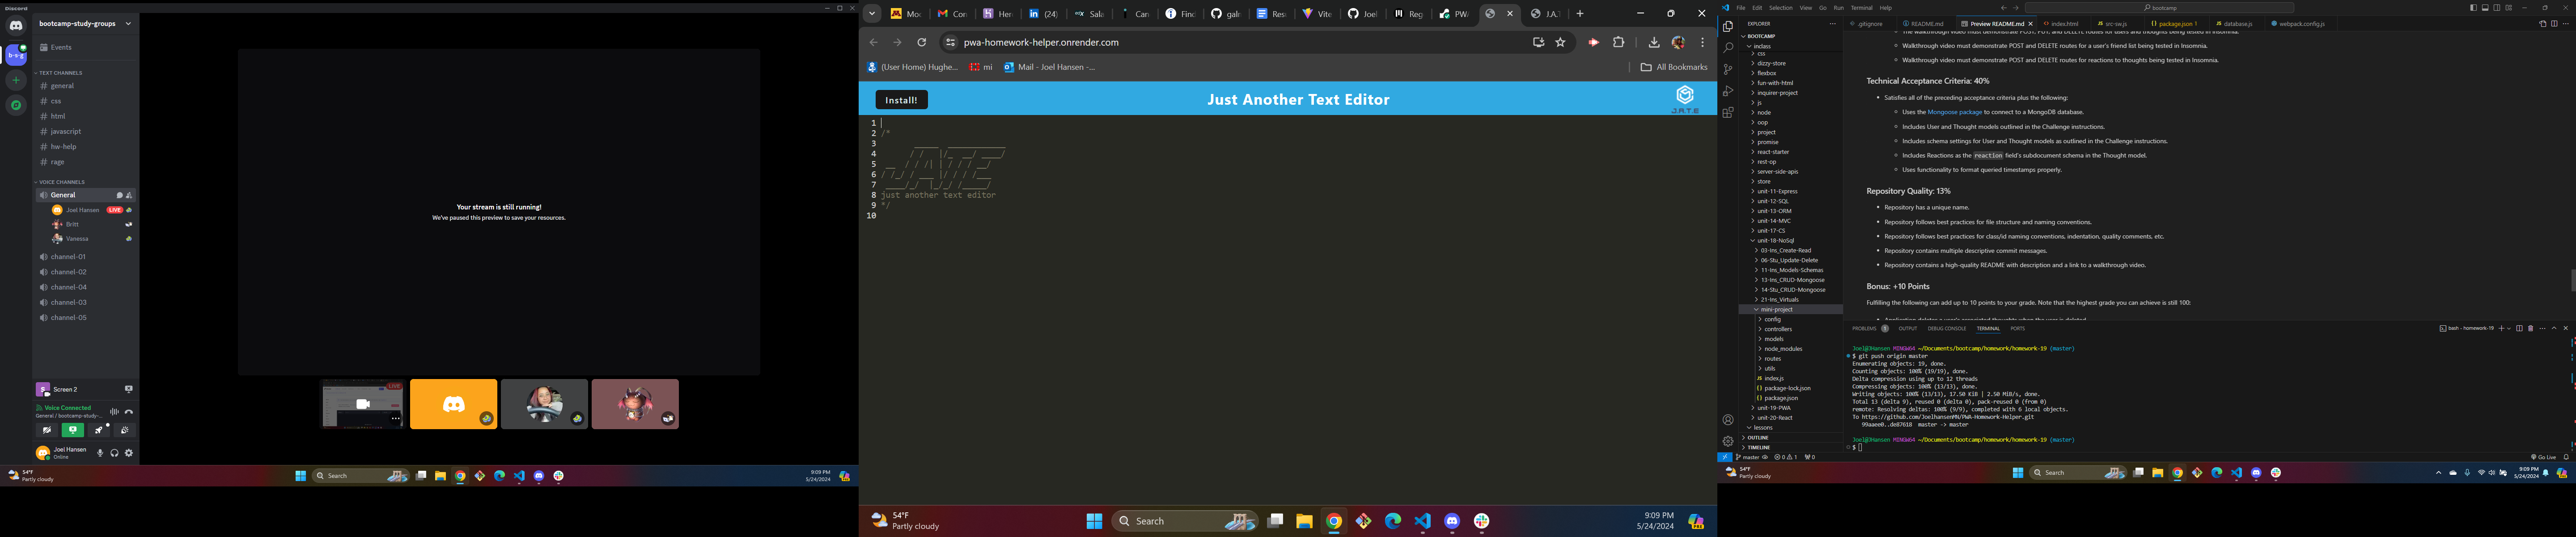 Discord
bootcamp-study-groups
b-s-g
Events
TEXT CHANNELS
general
css
html
javascript
hw-help
rage
VOICE CHANNELS
General
Joel Hansen
LIVE
Britt
Vanessa
channel-01
channel-02
channel-04
channel-03
channel-05
Screen 2
Voice Connected
General / bootcamp-study-...
Joel Hansen
Online
Your stream is still running!
We've paused this preview to save your resources.
LIVE
54°F
Partly cloudy
Search
9:09 PM
5/24/2024
Moc
Con
Her
(24)
Sale
Can
Find
gale
Rest
Vite
Joel
Reg
PWA
J.A.T
pwa-homework-helper.onrender.com
(User Home) Hughe...
mi
Mail - Joel Hansen -...
All Bookmarks
Install!
Just Another Text Editor
J.A.T.E
1
2 /*
3
4
5
6
7
8 just another text editor
9 */
10
54°F
Partly cloudy
Search
9:09 PM
5/24/2024
File Edit Selection View Go Run Terminal Help
bootcamp
EXPLORER
BOOTCAMP
inclass
css
dizzy-store
flexbox
fun-with-html
inquirer-project
js
node
oop
project
promise
react-starter
rest-op
server-side-apis
store
unit-11-Express
unit-12-SQL
unit-13-ORM
unit-14-MVC
unit-17-CS
unit-18-NoSql
03-Ins_Create-Read
06-Stu_Update-Delete
11-Ins_Models-Schemas
13-Ins_CRUD-Mongoose
14-Stu_CRUD-Mongoose
21-Ins_Virtuals
mini-project
config
controllers
models
node_modules
routes
utils
index.js
package-lock.json
package.json
unit-19-PWA
unit-20-React
lessons
OUTLINE
TIMELINE
.gitignore
README.md
Preview README.md
index.html
src-sw.js
package.json 1
database.js
webpack.config.js
Walkthrough video must demonstrate POST and DELETE routes for a user's friend list being tested in Insomnia.
Walkthrough video must demonstrate POST and DELETE routes for reactions to thoughts being tested in Insomnia.
Technical Acceptance Criteria: 40%
Satisfies all of the preceding acceptance criteria plus the following:
Uses the Mongoose package to connect to a MongoDB database.
Includes User and Thought models outlined in the Challenge instructions.
Includes schema settings for User and Thought models as outlined in the Challenge instructions.
Includes Reactions as the reaction field's subdocument schema in the Thought model.
Uses functionality to format queried timestamps properly.
Repository Quality: 13%
Repository has a unique name.
Repository follows best practices for file structure and naming conventions.
Repository follows best practices for class/id naming conventions, indentation, quality comments, etc.
Repository contains multiple descriptive commit messages.
Repository contains a high-quality README with description and a link to a walkthrough video.
Bonus: +10 Points
Fulfilling the following can add up to 10 points to your grade. Note that the highest grade you can achieve is still 100:
PROBLEMS 1 OUTPUT DEBUG CONSOLE TERMINAL PORTS
bash - homework-19
Joel@JHansen MINGW64 ~/Documents/bootcamp/homework/homework-19 (master)
$ git push origin master
Enumerating objects: 19, done.
Counting objects: 100% (19/19), done.
Delta compression using up to 12 threads
Compressing objects: 100% (13/13), done.
Writing objects: 100% (13/13), 17.50 KiB | 2.50 MiB/s, done.
Total 13 (delta 9), reused 0 (delta 0), pack-reused 0 (from 0)
remote: Resolving deltas: 100% (9/9), completed with 6 local objects.
To https://github.com/JoelhansenMN/PWA-Homework-Helper.git
99aaee0..de87618 master -> master
Joel@JHansen MINGW64 ~/Documents/bootcamp/homework/homework-19 (master)
$
master
0 1
0
Go Live
54°F
Partly cloudy
Search
9:09 PM
5/24/2024